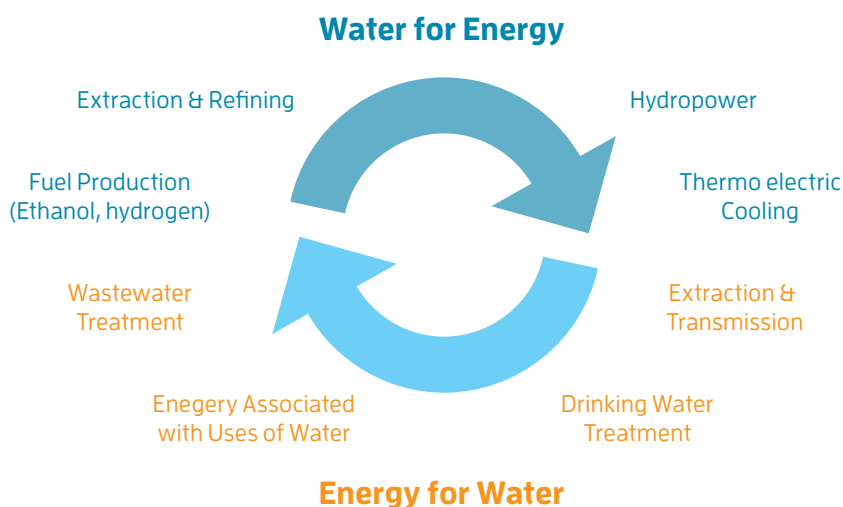 Water for Energy
Extraction & Refining
Hydropower
Fuel Production
(Ethanol, hydrogen)
Thermo electric
Cooling
Wastewater
Treatment
Extraction &
Transmission
Enegery Associated
with Uses of Water
Drinking Water
Treatment
Energy for Water